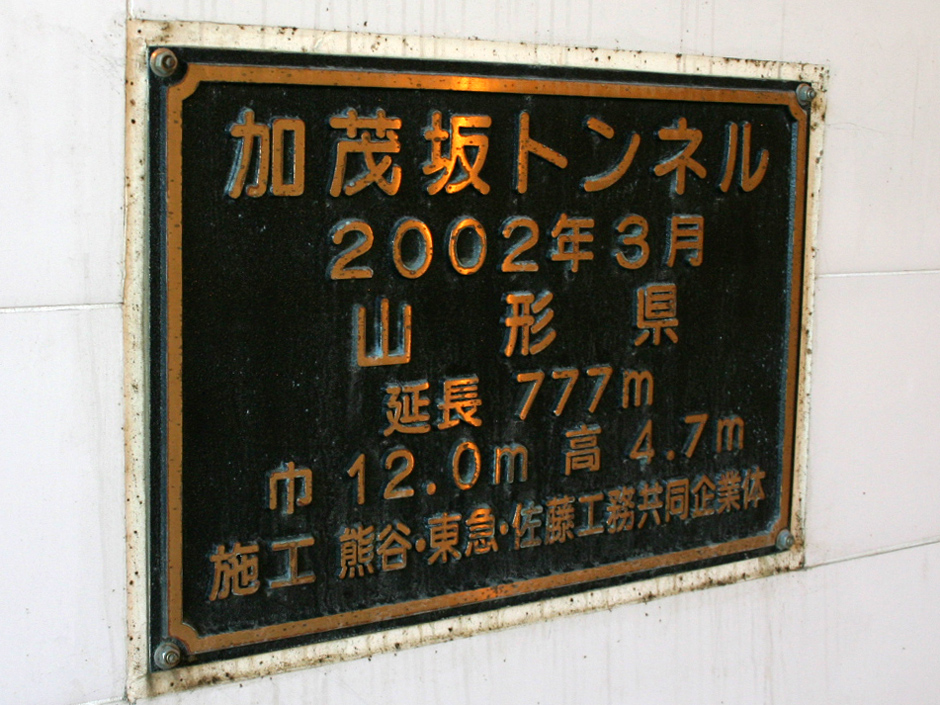 加茂坂トンネル
2002年3月
山形県
延長 777m
巾 12.0m 高 4.7m
施工 熊谷・東急・佐藤工務共同企業体